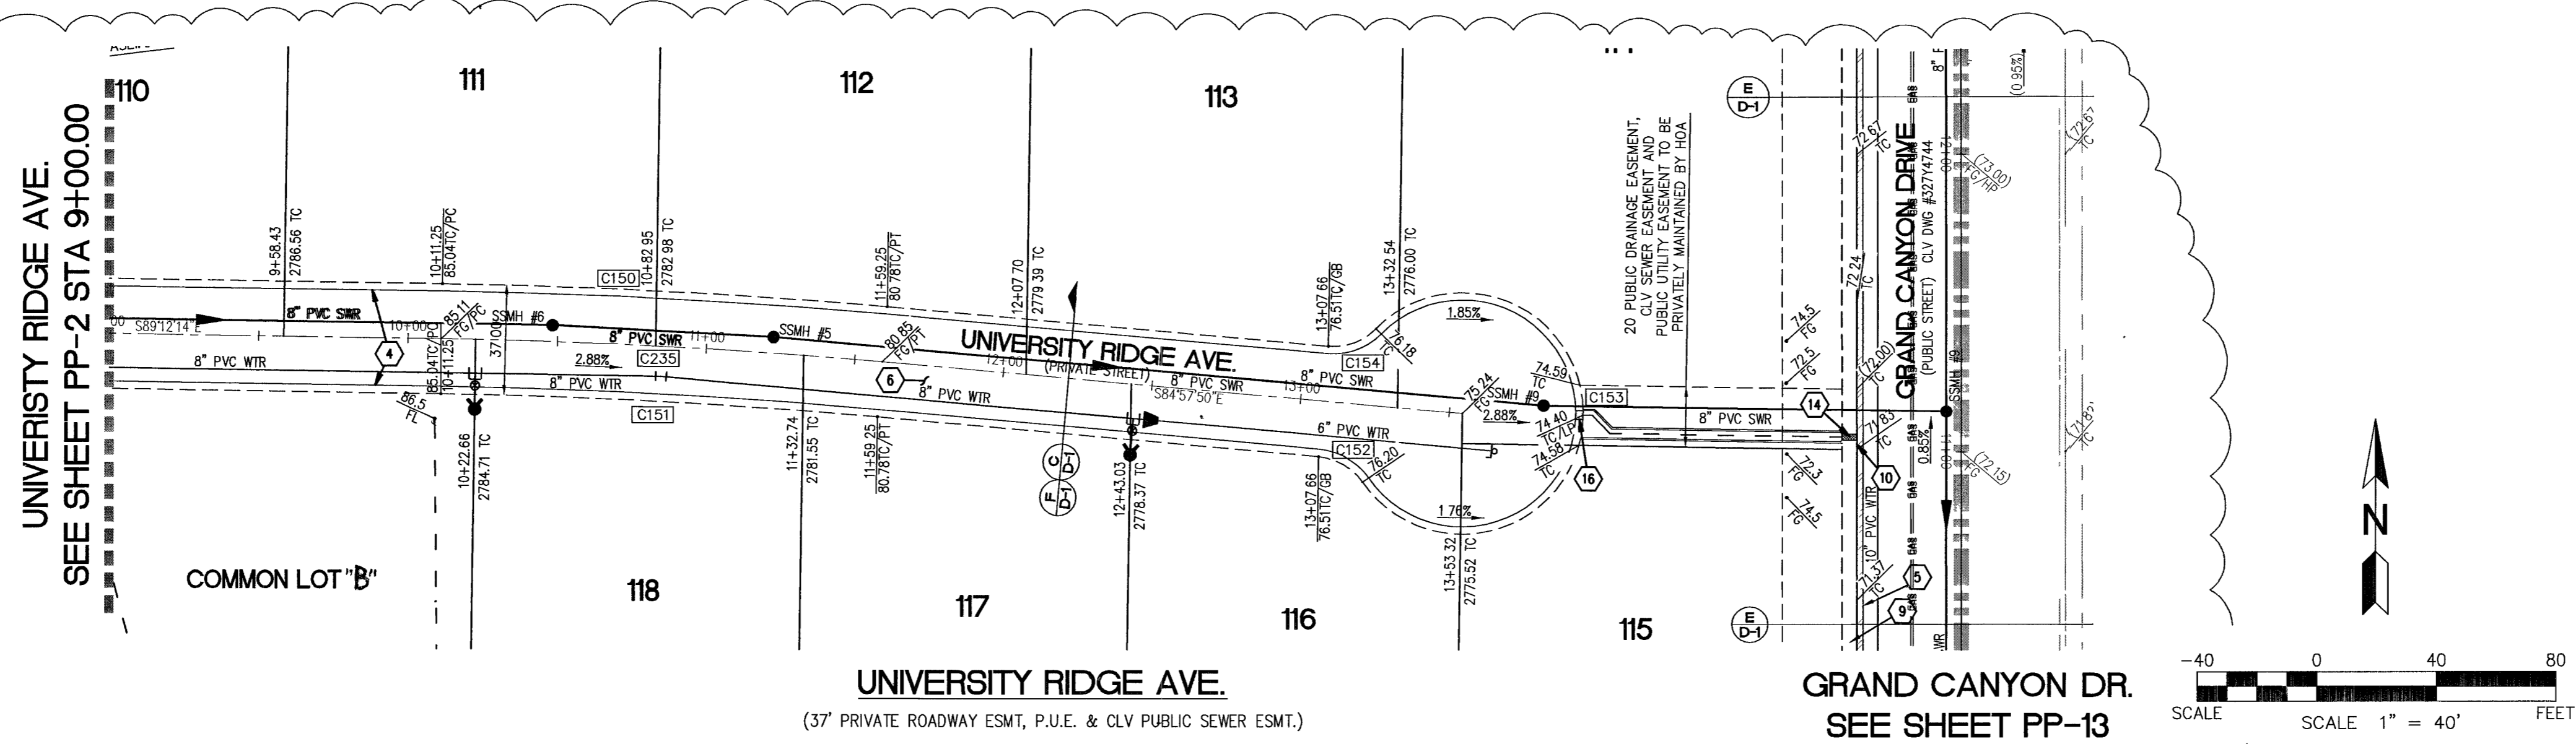 110
111
112
113
UNIVERISTY RIDGE AVE.
SEE SHEET PP-2 STA 9+00.00
9+58.43
2786.56 TC
10+11.25
85.04TC/PC
C150
10+82 95
2782 98 TC
11+59.25
80 78TC/PT
12+07 70
2779 39 TC
13+07 66
76.51TC/GB
13+32 54
2776.00 TC
1.85%
20 PUBLIC DRAINAGE EASEMENT,
CLV SEWER EASEMENT AND
PUBLIC UTILITY EASEMENT TO BE
PRIVATELY MAINTAINED BY HOA
E
D-1
72 67
TC
GRAND CANYON DRIVE
(PUBLIC STREET) CLV DWG #327Y4744
8"
(0 95%)
12+00
(73.00)
FG/HP
(72.67
TC
72 24
TC
GAS
00
S89'12'14"E
8" PVC SWR
10+00
85.11
FG/PC
SSMH #6
37'00'
8" PVC SWR
11+00
SSMH #5
C235
2.88%
4
8" PVC WTR
8" PVC WTR
85.04TC/PC
10+11.25
86.5
FL
C151
80.85
FG/PT
6
8" PVC WTR
UNIVERSITY RIDGE AVE.
12+00
(PRIVATE STREET)
8" PVC SWR
S84'57'50"E
13+00
8" PVC SWR
C154
76.18
TC
75.24
FG
SSMH #9
2.88%
74.59
TC
C153
74.40
TC/LP
74.58
TC
8" PVC SWR
74.5
FG
72.5
FG
14
(72.00)
TC
SSMH #9
71.83
TC
0.85%
11+00
(72.15)
FG
(71.82)
TC
10+22.66
2784.71 TC
11+32.74
2781.55 TC
11+59.25
80.78TC/PT
C
D-1
F
D-1
12+43.03
2778.37 TC
6" PVC WTR
C152
76.20
TC
13+07 66
76.51TC/GB
1 76%
13+53 32
2775.52 TC
16
72.3
FG
74.5
FG
10
10" PVC WTR
71.37
TC
5
9
WR
E
D-1
COMMON LOT "B"
118
117
116
115
N
UNIVERSITY RIDGE AVE.
(37' PRIVATE ROADWAY ESMT, P.U.E. & CLV PUBLIC SEWER ESMT.)
GRAND CANYON DR.
SEE SHEET PP-13
-40 0 40 80
SCALE SCALE 1" = 40' FEET